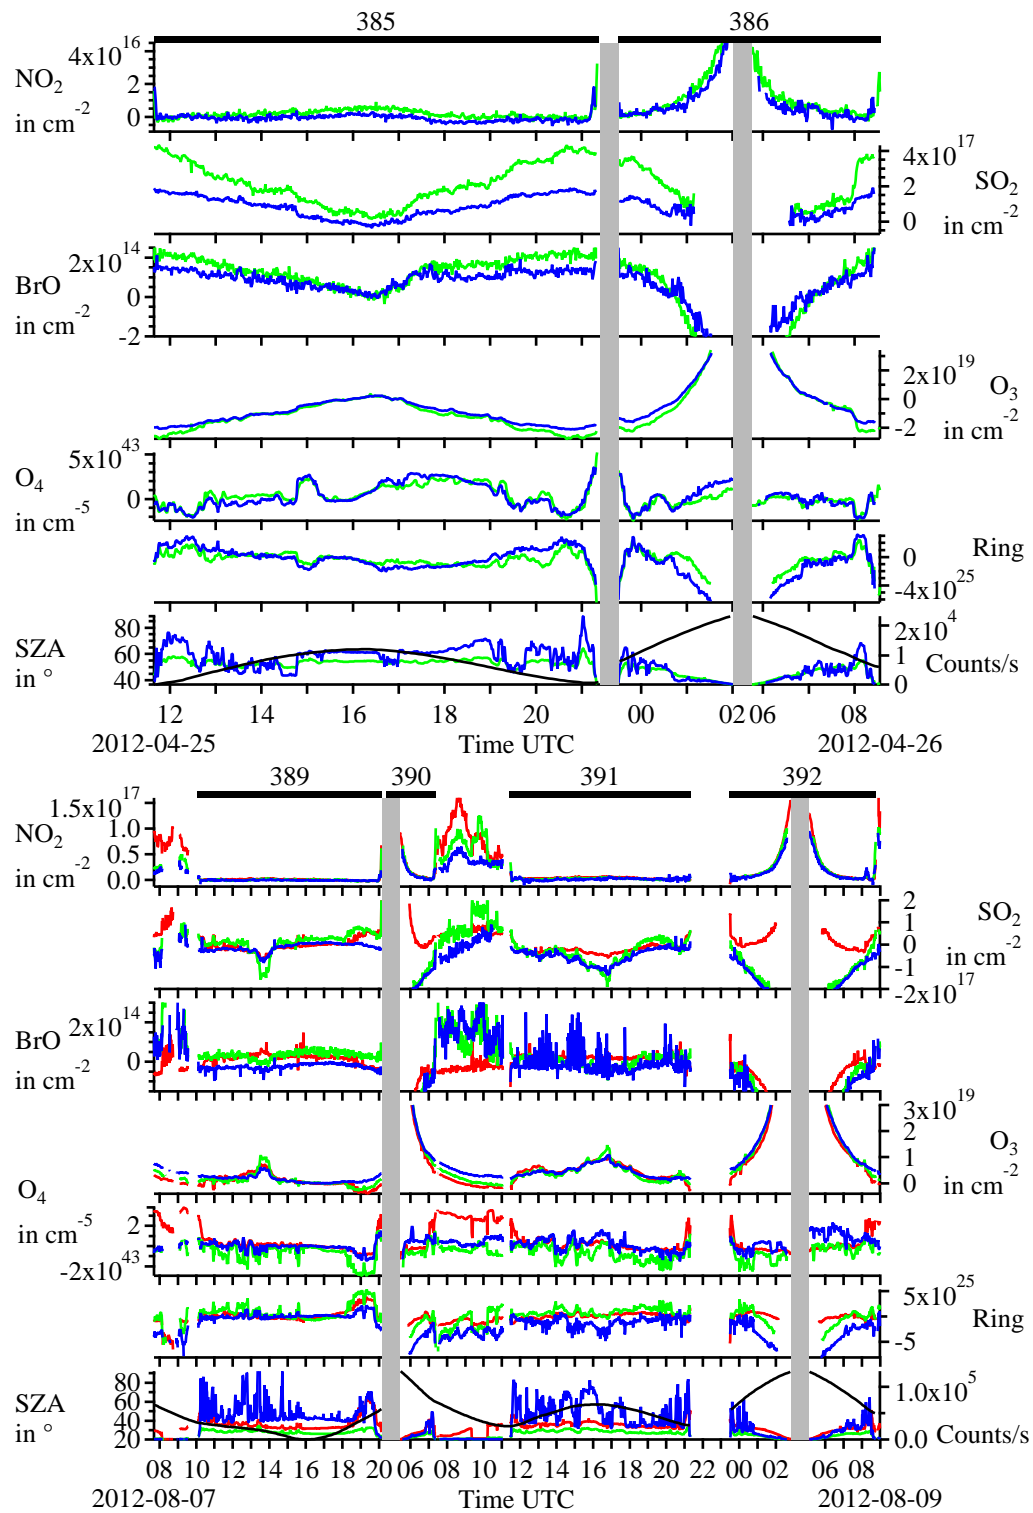 385 386
NO2 in cm-2
4x10^16
2
0
4x10^17
2
0
SO2 in cm-2
BrO in cm-2
2x10^14
0
-2
2x10^19
0
-2
O3 in cm-2
O4 in cm-5
5x10^43
0
0
-4x10^25
Ring
SZA in °
80
60
40
2x10^4
1
0
Counts/s
12 14 16 18 20 00 02 06 08
2012-04-25 Time UTC 2012-04-26
389 390 391 392
NO2 in cm-2
1.5x10^17
1.0
0.5
0.0
2
1
0
-1
-2x10^17
SO2 in cm-2
BrO in cm-2
2x10^14
0
3x10^19
2
1
0
O3 in cm-2
O4 in cm-5
2
-2x10^43
5x10^25
-5
Ring
SZA in °
80
60
40
20
1.0x10^5
0.0
Counts/s
08 10 12 14 16 18 20 06 08 10 12 14 16 18 20 22 00 02 06 08
2012-08-07 Time UTC 2012-08-09